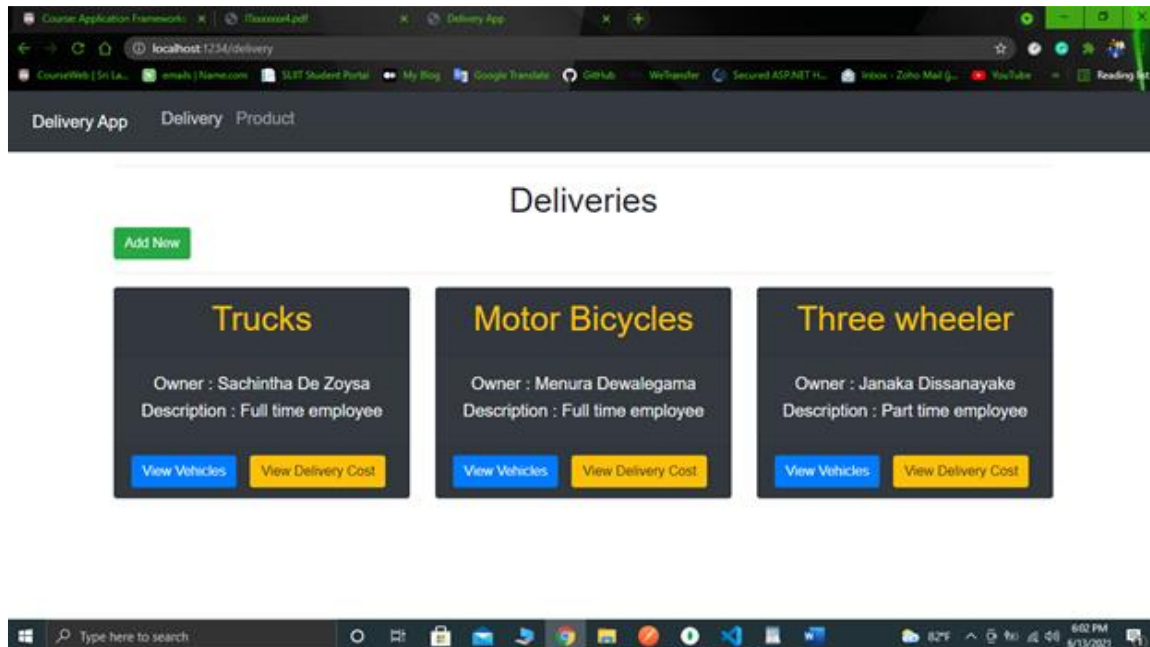 Course: Application Frameworks
Delivery App
localhost:1234/delivery
CourseWeb | Sri La...
emails | Name.com
SLIIT Student Portal
My Blog
Google Translate
GitHub
WeTransfer
Secured ASP.NET H...
Inbox - Zoho Mail (j...
YouTube
Reading list
Delivery App
Delivery
Product
Deliveries
Add New
Trucks
Owner : Sachintha De Zoysa
Description : Full time employee
View Vehicles
View Delivery Cost
Motor Bicycles
Owner : Menura Dewalegama
Description : Full time employee
View Vehicles
View Delivery Cost
Three wheeler
Owner : Janaka Dissanayake
Description : Part time employee
View Vehicles
View Delivery Cost
Type here to search
82°F
6:02 PM
6/13/2021